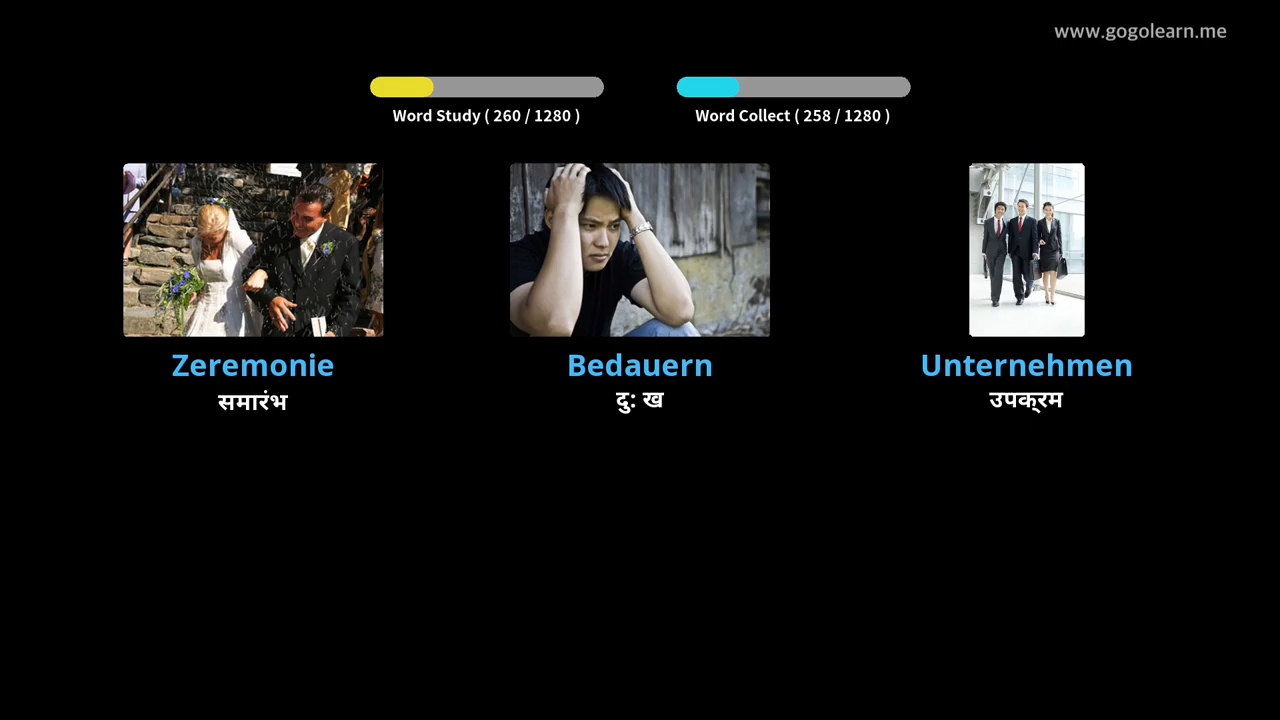 www.gogolearn.me
Word Study ( 260 / 1280 )
Word Collect ( 258 / 1280 )
Zeremonie
समारंभ
Bedauern
दु: ख
Unternehmen
उपक्रम